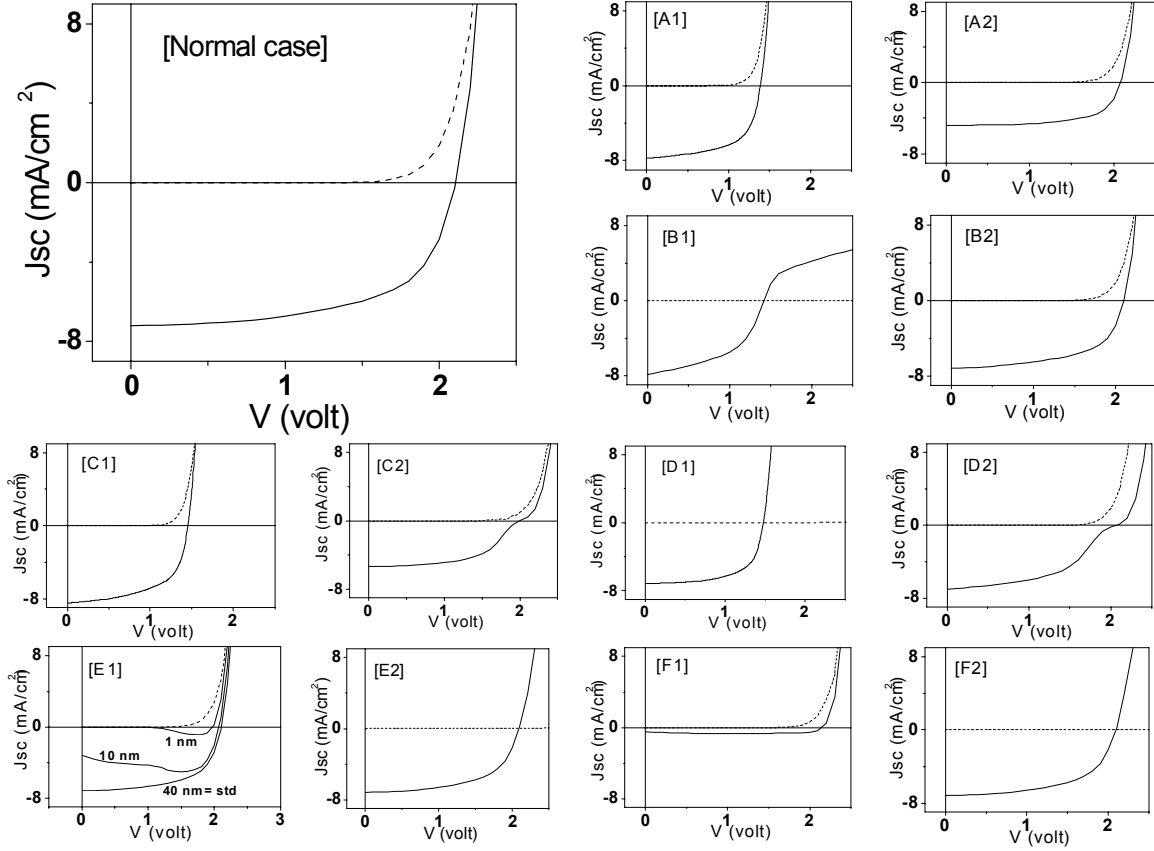 [Normal case]
Jsc (mA/cm 2)
8
0
-8
0 1 2
V (volt)
[A1]
Jsc (mA/cm2)
8
0
-8
0 1 2
V (volt)
[A2]
Jsc (mA/cm2)
8
0
-8
0 1 2
V (volt)
[B1]
Jsc (mA/cm2)
8
0
-8
0 1 2
V (volt)
[B2]
Jsc (mA/cm2)
8
0
-8
0 1 2
V (volt)
[C1]
Jsc (mA/cm2)
8
0
-8
0 1 2
V (volt)
[C2]
Jsc (mA/cm2)
8
0
-8
0 1 2
V (volt)
[D1]
Jsc (mA/cm2)
8
0
-8
0 1 2
V (volt)
[D2]
Jsc (mA/cm2)
8
0
-8
0 1 2
V (volt)
[E1]
Jsc (mA/cm2)
8
0
-8
1 nm
10 nm
40 nm= std
0 1 2 3
V (volt)
[E2]
Jsc (mA/cm2)
8
0
-8
0 1 2
V (volt)
[F1]
Jsc (mA/cm2)
8
0
-8
0 1 2
V (volt)
[F2]
Jsc (mA/cm2)
8
0
-8
0 1 2
V (volt)